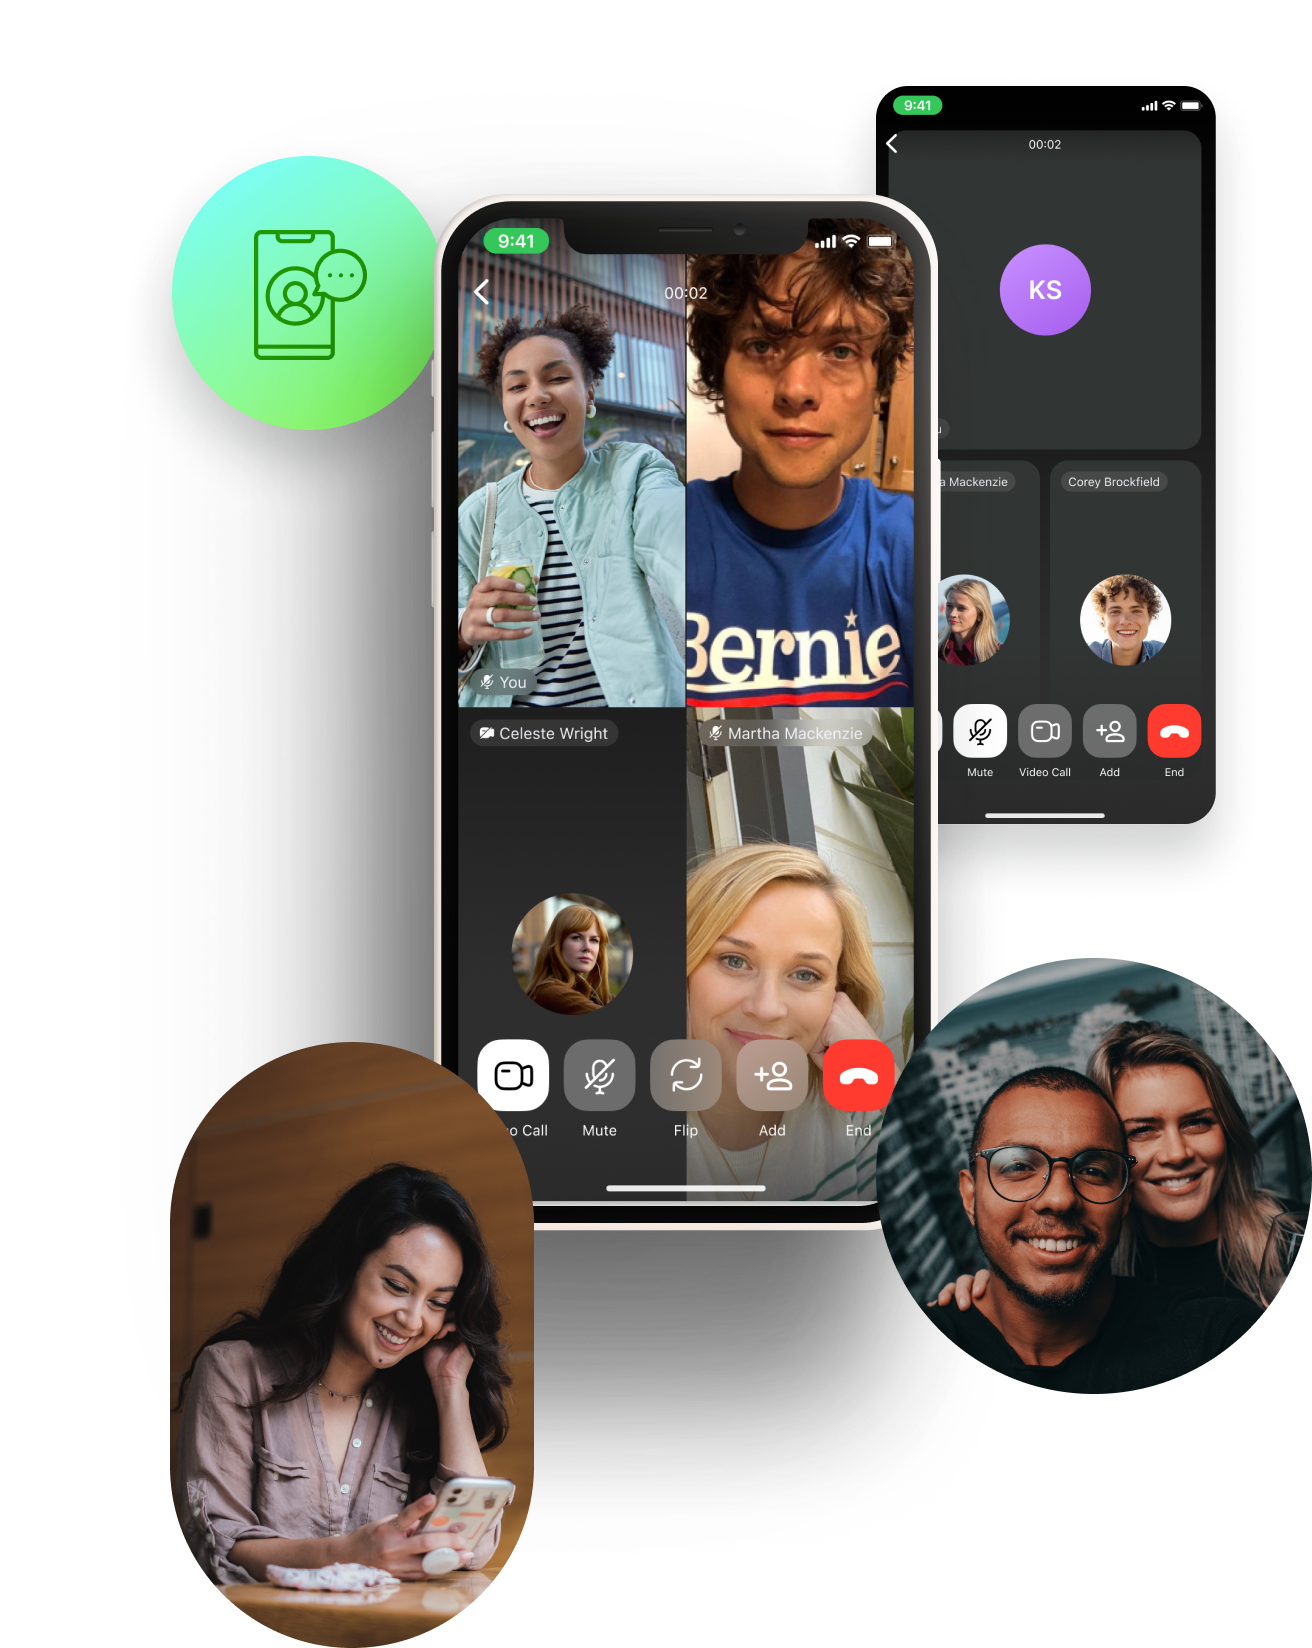 9:41
00:02
KS
u
a Mackenzie
Corey Brockfield
Mute
Video Call
Add
End
9:41
00:02
Bernie
You
Celeste Wright
Martha Mackenzie
o Call
Mute
Flip
Add
End